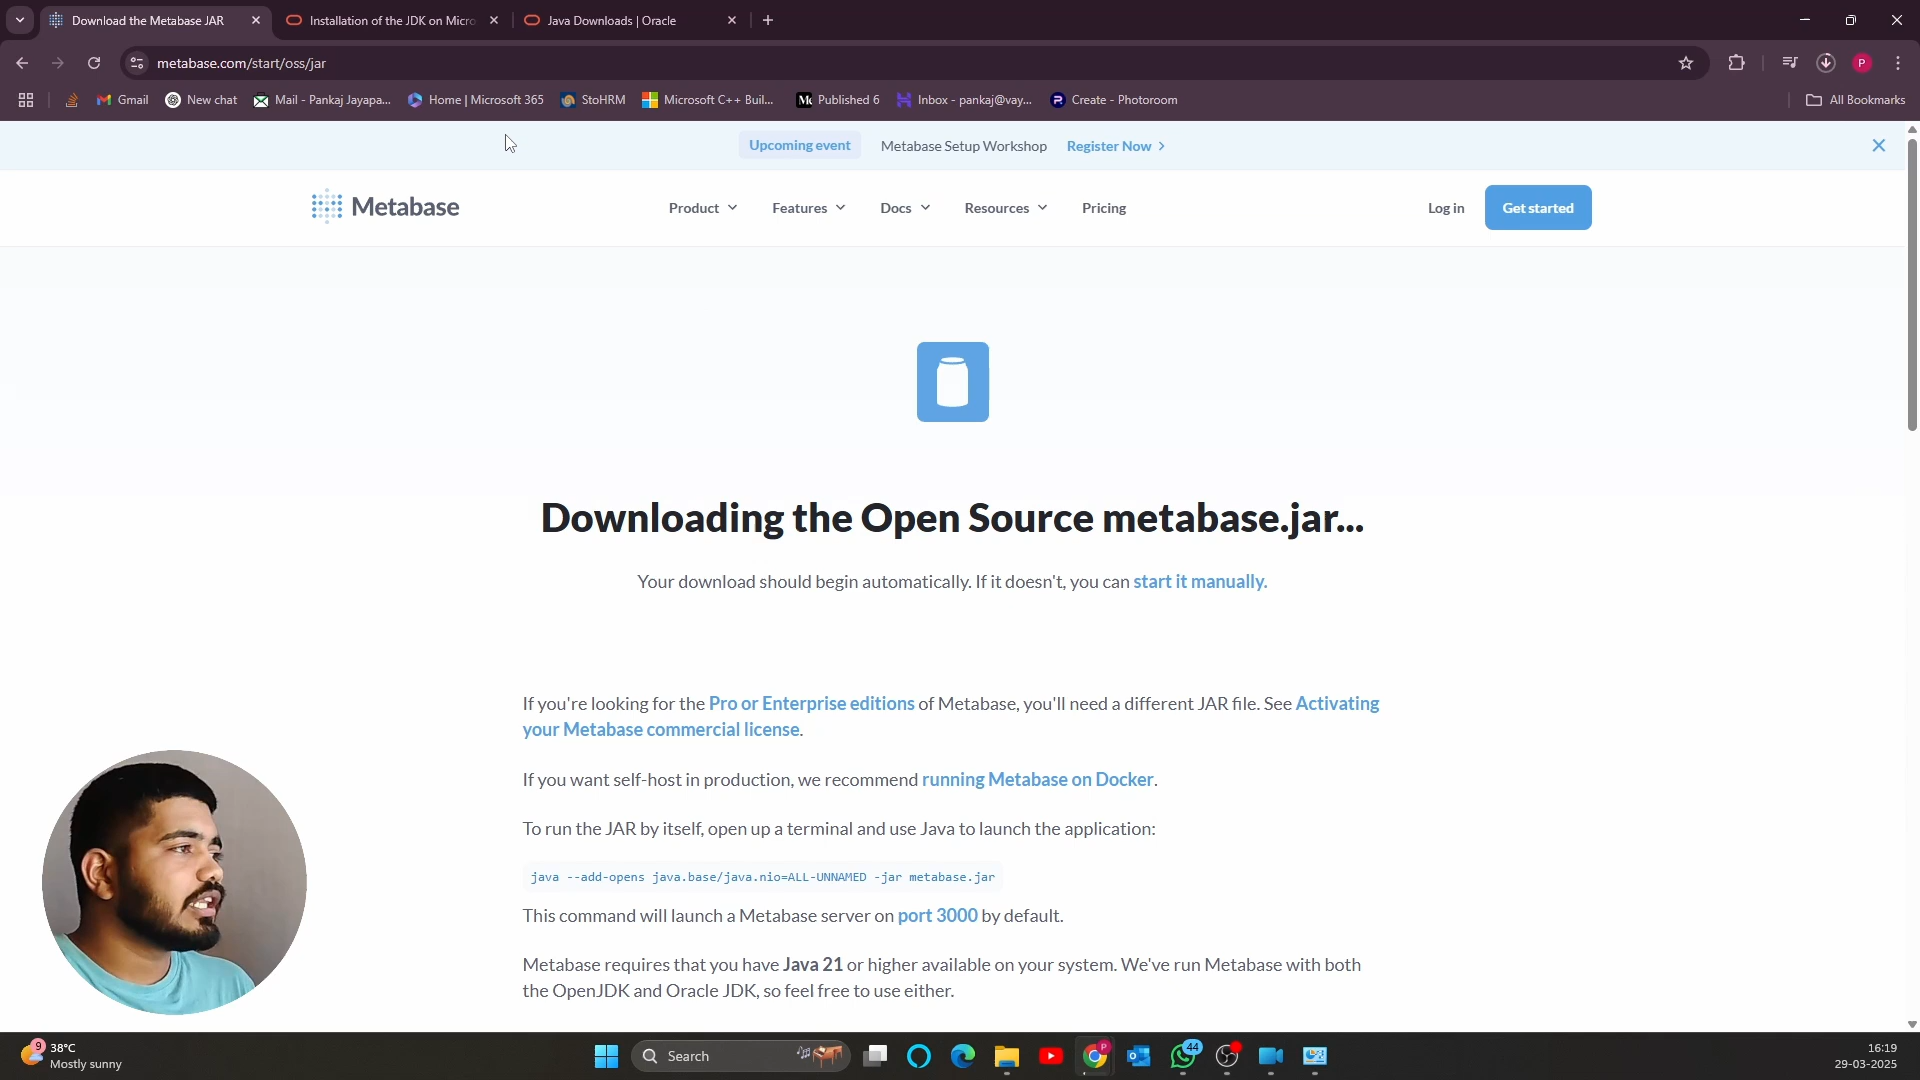 Download the Metabase JAR
Installation of the JDK on Micro
Java Downloads | Oracle
metabase.com/start/oss/jar
P
Gmail
New chat
Mail - Pankaj Jayapa...
Home | Microsoft 365
StoHRM
Microsoft C++ Buil...
Published 6
Inbox - pankaj@vay...
Create - Photoroom
All Bookmarks
Upcoming event
Metabase Setup Workshop
Register Now
Metabase
Product
Features
Docs
Resources
Pricing
Log in
Get started
Downloading the Open Source metabase.jar...
Your download should begin automatically. If it doesn't, you can start it manually.
If you're looking for the Pro or Enterprise editions of Metabase, you'll need a different JAR file. See Activating
your Metabase commercial license.
If you want self-host in production, we recommend running Metabase on Docker.
To run the JAR by itself, open up a terminal and use Java to launch the application:
java --add-opens java.base/java.nio=ALL-UNNAMED -jar metabase.jar
This command will launch a Metabase server on port 3000 by default.
Metabase requires that you have Java 21 or higher available on your system. We've run Metabase with both
the OpenJDK and Oracle JDK, so feel free to use either.
9
38°C
Mostly sunny
Search
P
44
16:19
29-03-2025